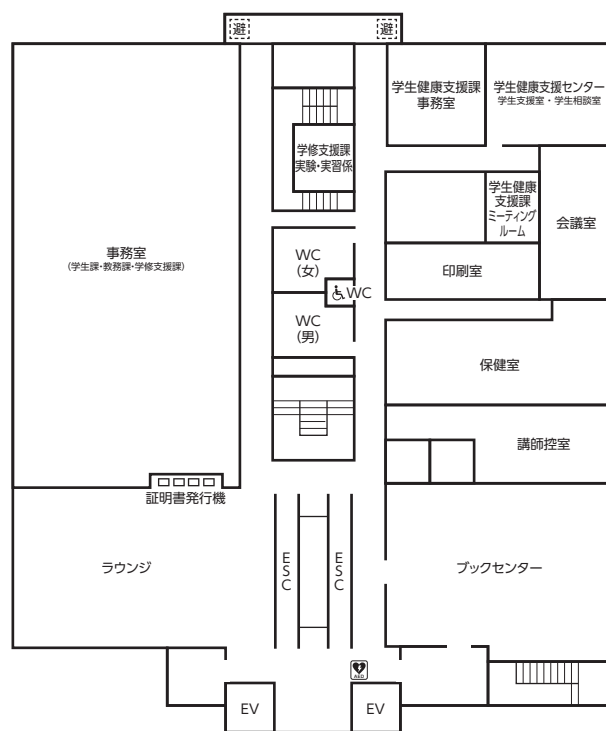 避
避
学生健康支援課
事務室
学生健康支援センター
学生支援室・学生相談室
学修支援課
実験・実習係
学生健康
支援課
ミーティング
ルーム
会議室
事務室
(学生課・教務課・学修支援課)
WC
(女)
WC
印刷室
WC
(男)
保健室
講師控室
証明書発行機
ラウンジ
ESC
ESC
ブックセンター
AED
EV
EV